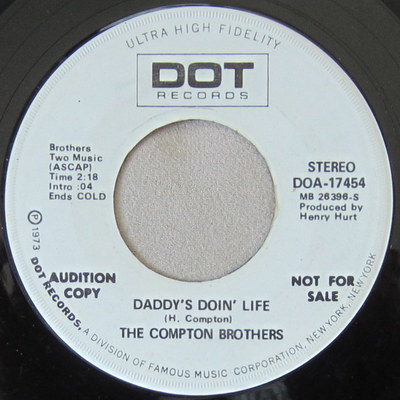 ULTRA HIGH FIDELITY
DOT
RECORDS
Brothers
Two Music
(ASCAP)
Time 2:18
Intro :04
Ends COLD
STEREO
DOA-17454
MB 26396-S
Produced by
Henry Hurt
AUDITION
COPY
NOT FOR
SALE
DADDY'S DOIN' LIFE
(H. Compton)
THE COMPTON BROTHERS
Ⓟ 1973 DOT RECORDS, A DIVISION OF FAMOUS MUSIC CORPORATION, NEW YORK, NEW YORK